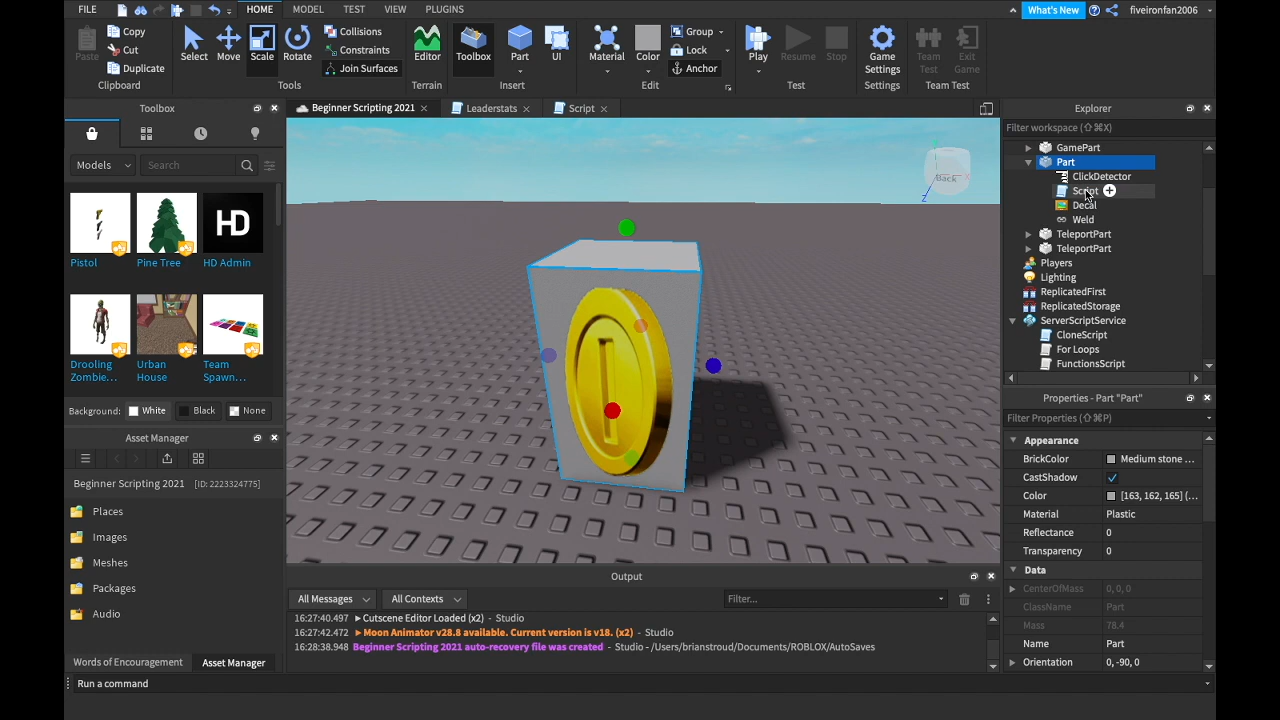 FILE HOME MODEL TEST VIEW PLUGINS What's New fiveironfan2006
Paste Copy Cut Duplicate Clipboard
Select Move Scale Rotate Collisions Constraints Join Surfaces Tools
Editor Terrain
Toolbox Part UI Insert
Material Color Group Lock Anchor Edit
Play Resume Stop Test
Game Settings Settings
Team Test Exit Game Team Test
Toolbox
Models Search
Pistol Pine Tree HD Admin
HD
Drooling Zombie... Urban House Team Spawn...
Background: White Black None
Asset Manager
Beginner Scripting 2021 [ID: 2223324775]
Places
Images
Meshes
Packages
Audio
Words of Encouragement Asset Manager
Beginner Scripting 2021 Leaderstats Script
Back
Output
All Messages All Contexts Filter...
16:27:40.497 Cutscene Editor Loaded (x2) - Studio
16:27:42.472 Moon Animator v28.8 available. Current version is v18. (x2) - Studio
16:28:38.948 Beginner Scripting 2021 auto-recovery file was created - Studio - /Users/brianstroud/Documents/ROBLOX/AutoSaves
Run a command
Explorer
Filter workspace (⇧⌘X)
GamePart
Part
ClickDetector
Script
Decal
Weld
TeleportPart
TeleportPart
Players
Lighting
ReplicatedFirst
ReplicatedStorage
ServerScriptService
CloneScript
For Loops
FunctionsScript
Properties - Part "Part"
Filter Properties (⇧⌘P)
Appearance
BrickColor Medium stone ...
CastShadow
Color [163, 162, 165] (...
Material Plastic
Reflectance 0
Transparency 0
Data
CenterOfMass 0, 0, 0
ClassName Part
Mass 78.4
Name Part
Orientation 0, -90, 0